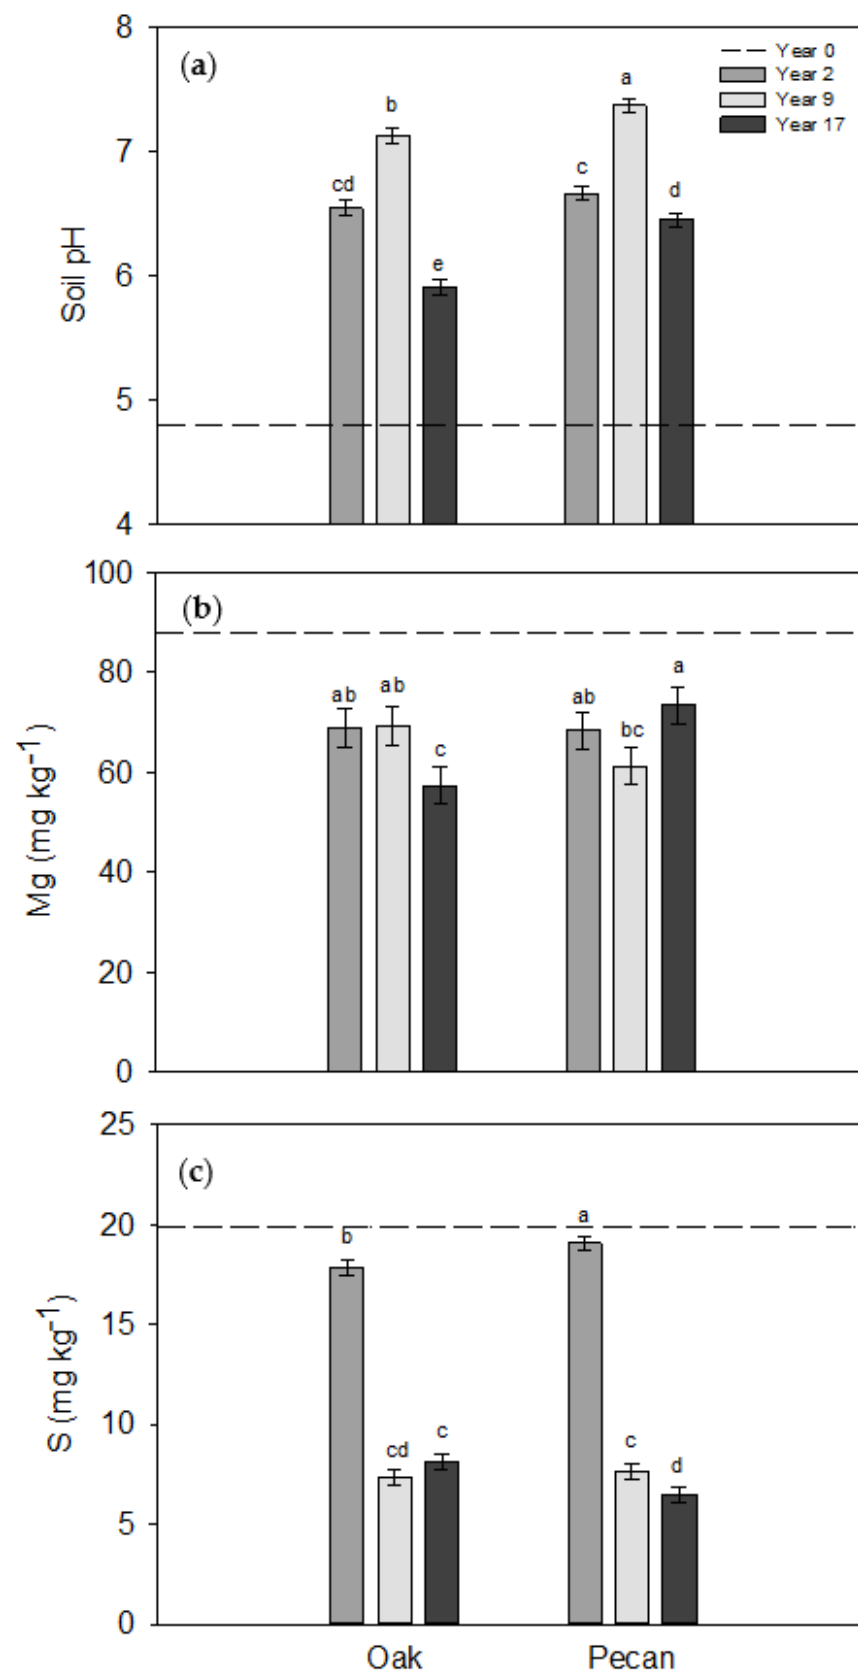 8
(a)
Year 0
Year 2
a
Year 9
b
Year 17
7
c
cd
d
Soil pH
e
6
5
4
100
(b)
80
a
ab
ab
ab
bc
c
Mg (mg kg⁻¹)
60
40
20
0
25
(c)
20
a
b
15
S (mg kg⁻¹)
10
c
c
cd
d
5
0
Oak
Pecan